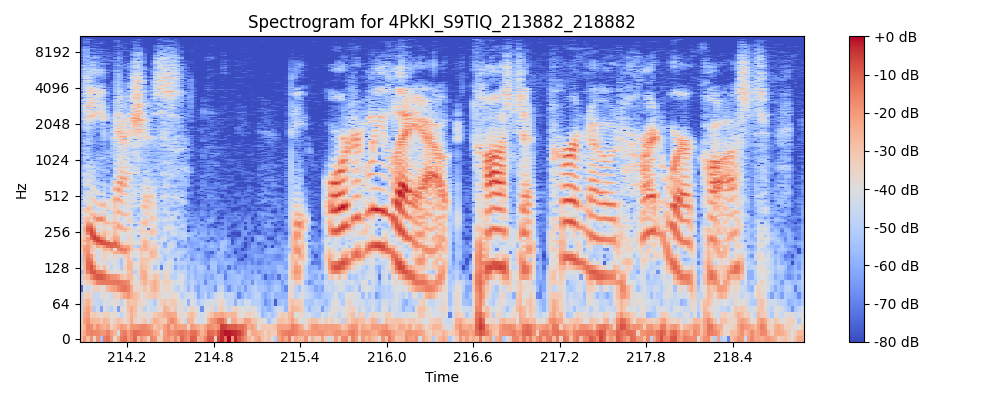 Spectrogram for 4PkKI_S9TIQ_213882_218882
Hz
8192
4096
2048
1024
512
256
128
64
0
214.2 214.8 215.4 216.0 216.6 217.2 217.8 218.4
Time
+0 dB
-10 dB
-20 dB
-30 dB
-40 dB
-50 dB
-60 dB
-70 dB
-80 dB